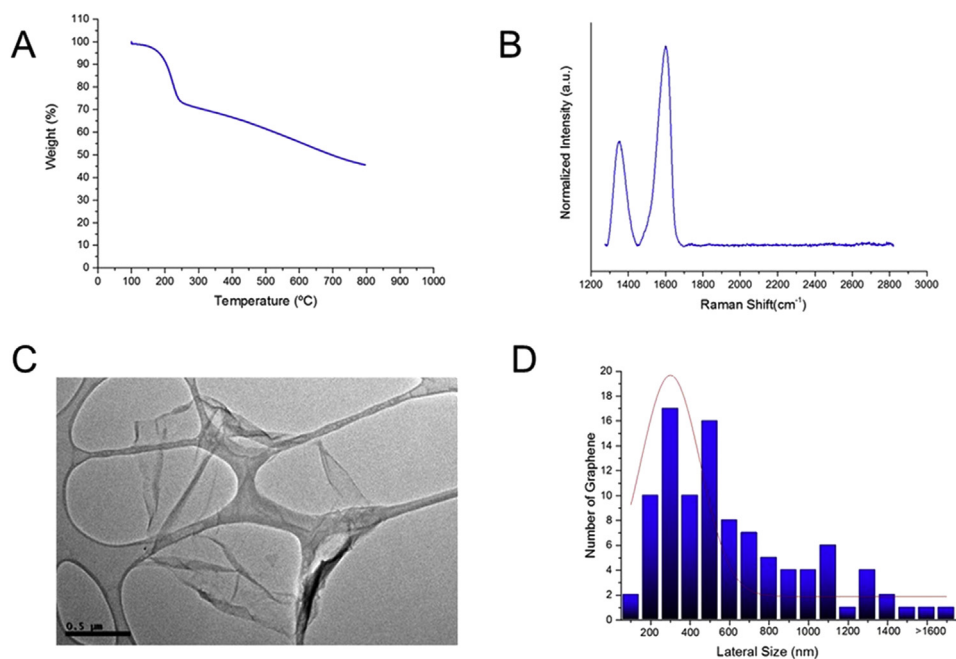 A
110
100
90
80
70
60
50
40
30
20
10
0
Weight (%)
0 100 200 300 400 500 600 700 800 900 1000
Temperature (ºC)
B
Normalized Intensity (a.u.)
1200 1400 1600 1800 2000 2200 2400 2600 2800 3000
Raman Shift(cm⁻¹)
C
0.5 µm
D
20
18
16
14
12
10
8
6
4
2
0
Number of Graphene
200 400 600 800 1000 1200 1400 >1600
Lateral Size (nm)